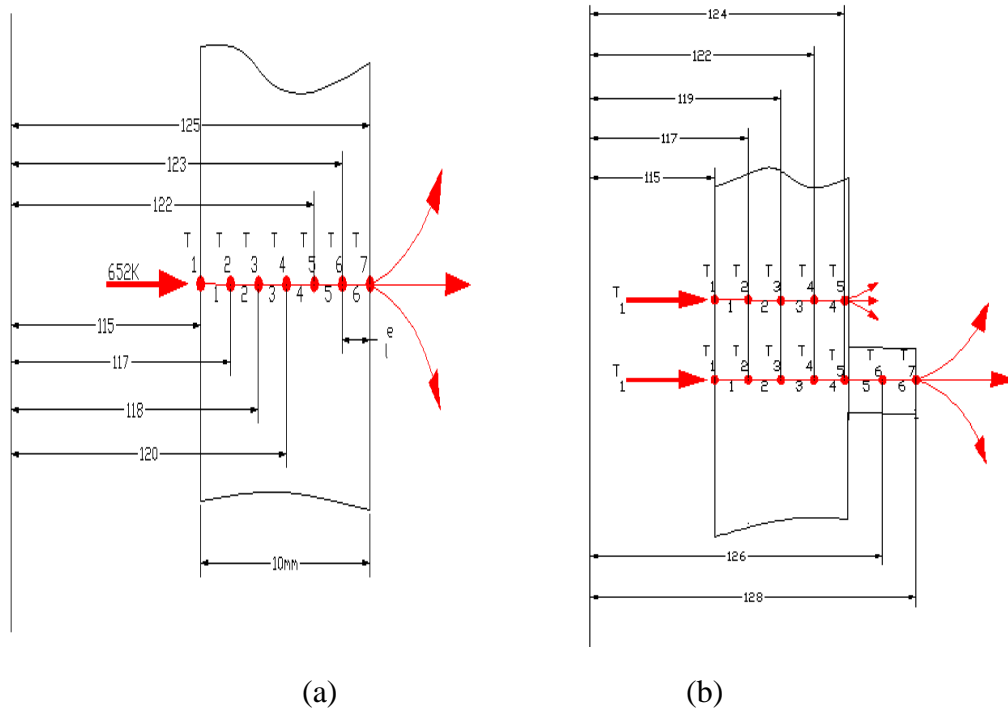 125
123
122
T T T T T T
1 2 3 4 5 6 7
652K
1 2 3 4 5 6
e
l
115
117
118
120
10mm
(a)
124
122
119
117
115
T T T T T
1 2 3 4 5
T
1
1 2 3 4
T T T T T T T
1 2 3 4 5 6 7
T
1
1 2 3 4 5 6
126
128
(b)